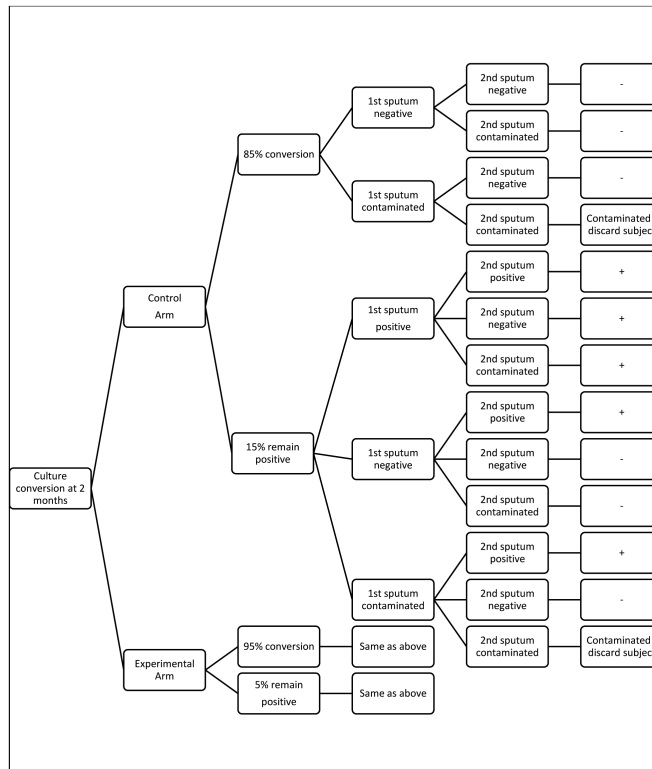 2nd sputum
negative
-
1st sputum
negative
2nd sputum
contaminated
-
85% conversion
2nd sputum
negative
-
1st sputum
contaminated
2nd sputum
contaminated
Contaminated
discard subjec
Control
Arm
2nd sputum
positive
+
1st sputum
positive
2nd sputum
negative
+
2nd sputum
contaminated
+
15% remain
positive
2nd sputum
positive
+
1st sputum
negative
2nd sputum
negative
-
2nd sputum
contaminated
-
Culture
conversion at 2
months
2nd sputum
positive
+
1st sputum
contaminated
2nd sputum
negative
-
2nd sputum
contaminated
Contaminated
discard subjec
Experimental
Arm
95% conversion
Same as above
5% remain
positive
Same as above